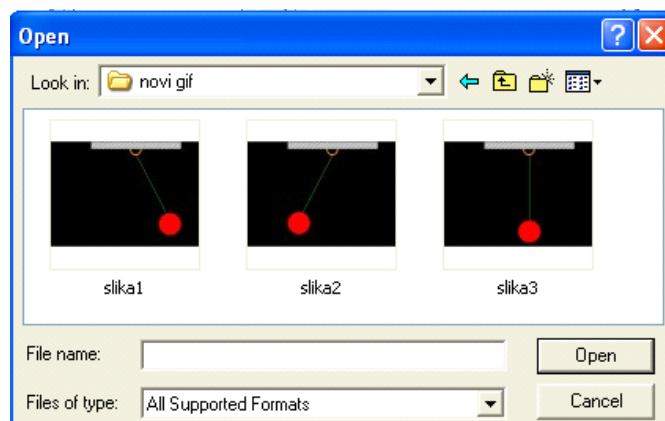 Open
Look in: novi gif
slika1 slika2 slika3
File name: Open
Files of type: All Supported Formats Cancel